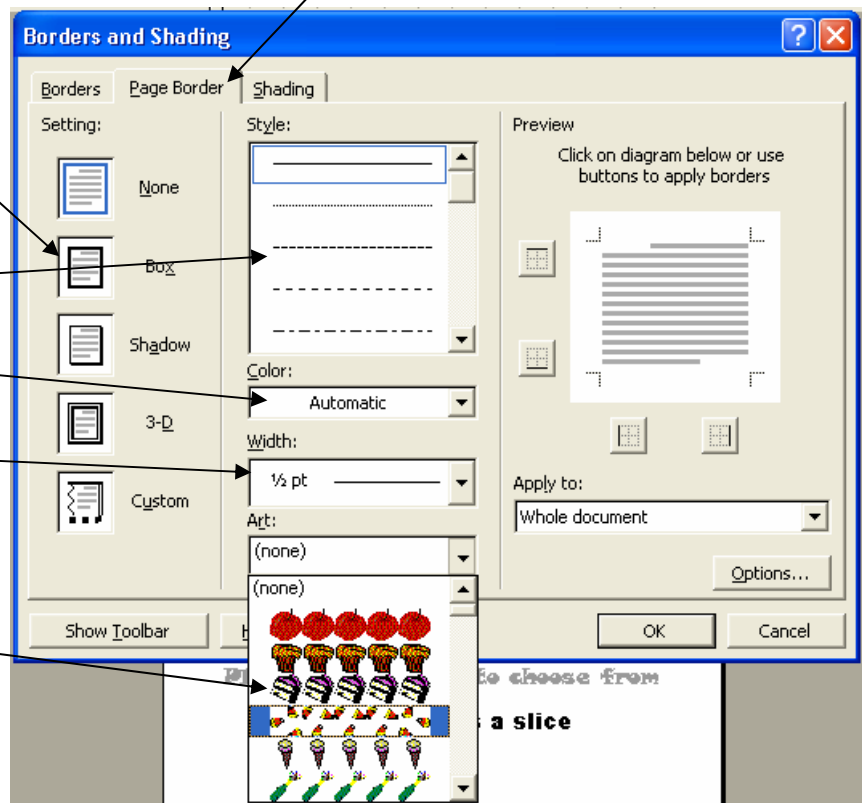 Borders and Shading
Borders
Page Border
Shading
Setting:
None
Box
Shadow
3-D
Custom
Style:
Color:
Automatic
Width:
½ pt
Art:
(none)
(none)
Preview
Click on diagram below or use
buttons to apply borders
Apply to:
Whole document
Options...
Show Toolbar
OK
Cancel
to choose from
a slice